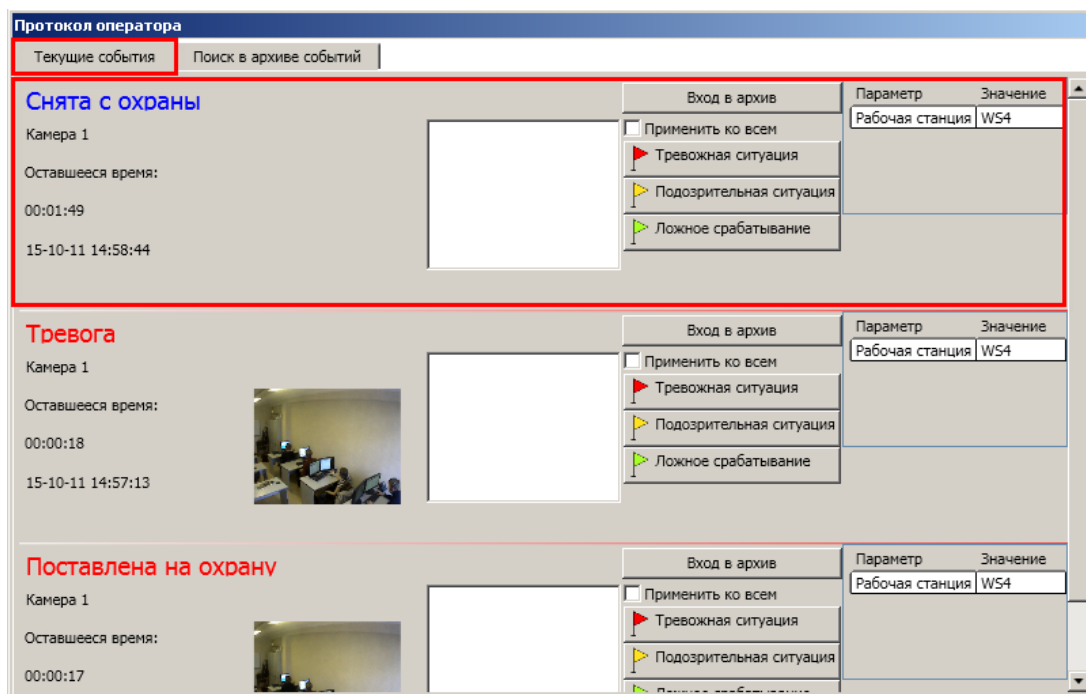 Протокол оператора
Текущие события
Поиск в архиве событий
Снята с охраны
Камера 1
Оставшееся время:
00:01:49
15-10-11 14:58:44
Вход в архив
Применить ко всем
Тревожная ситуация
Подозрительная ситуация
Ложное срабатывание
Параметр Значение
Рабочая станция WS4
Тревога
Камера 1
Оставшееся время:
00:00:18
15-10-11 14:57:13
Вход в архив
Применить ко всем
Тревожная ситуация
Подозрительная ситуация
Ложное срабатывание
Параметр Значение
Рабочая станция WS4
Поставлена на охрану
Камера 1
Оставшееся время:
00:00:17
Вход в архив
Применить ко всем
Тревожная ситуация
Подозрительная ситуация
Параметр Значение
Рабочая станция WS4